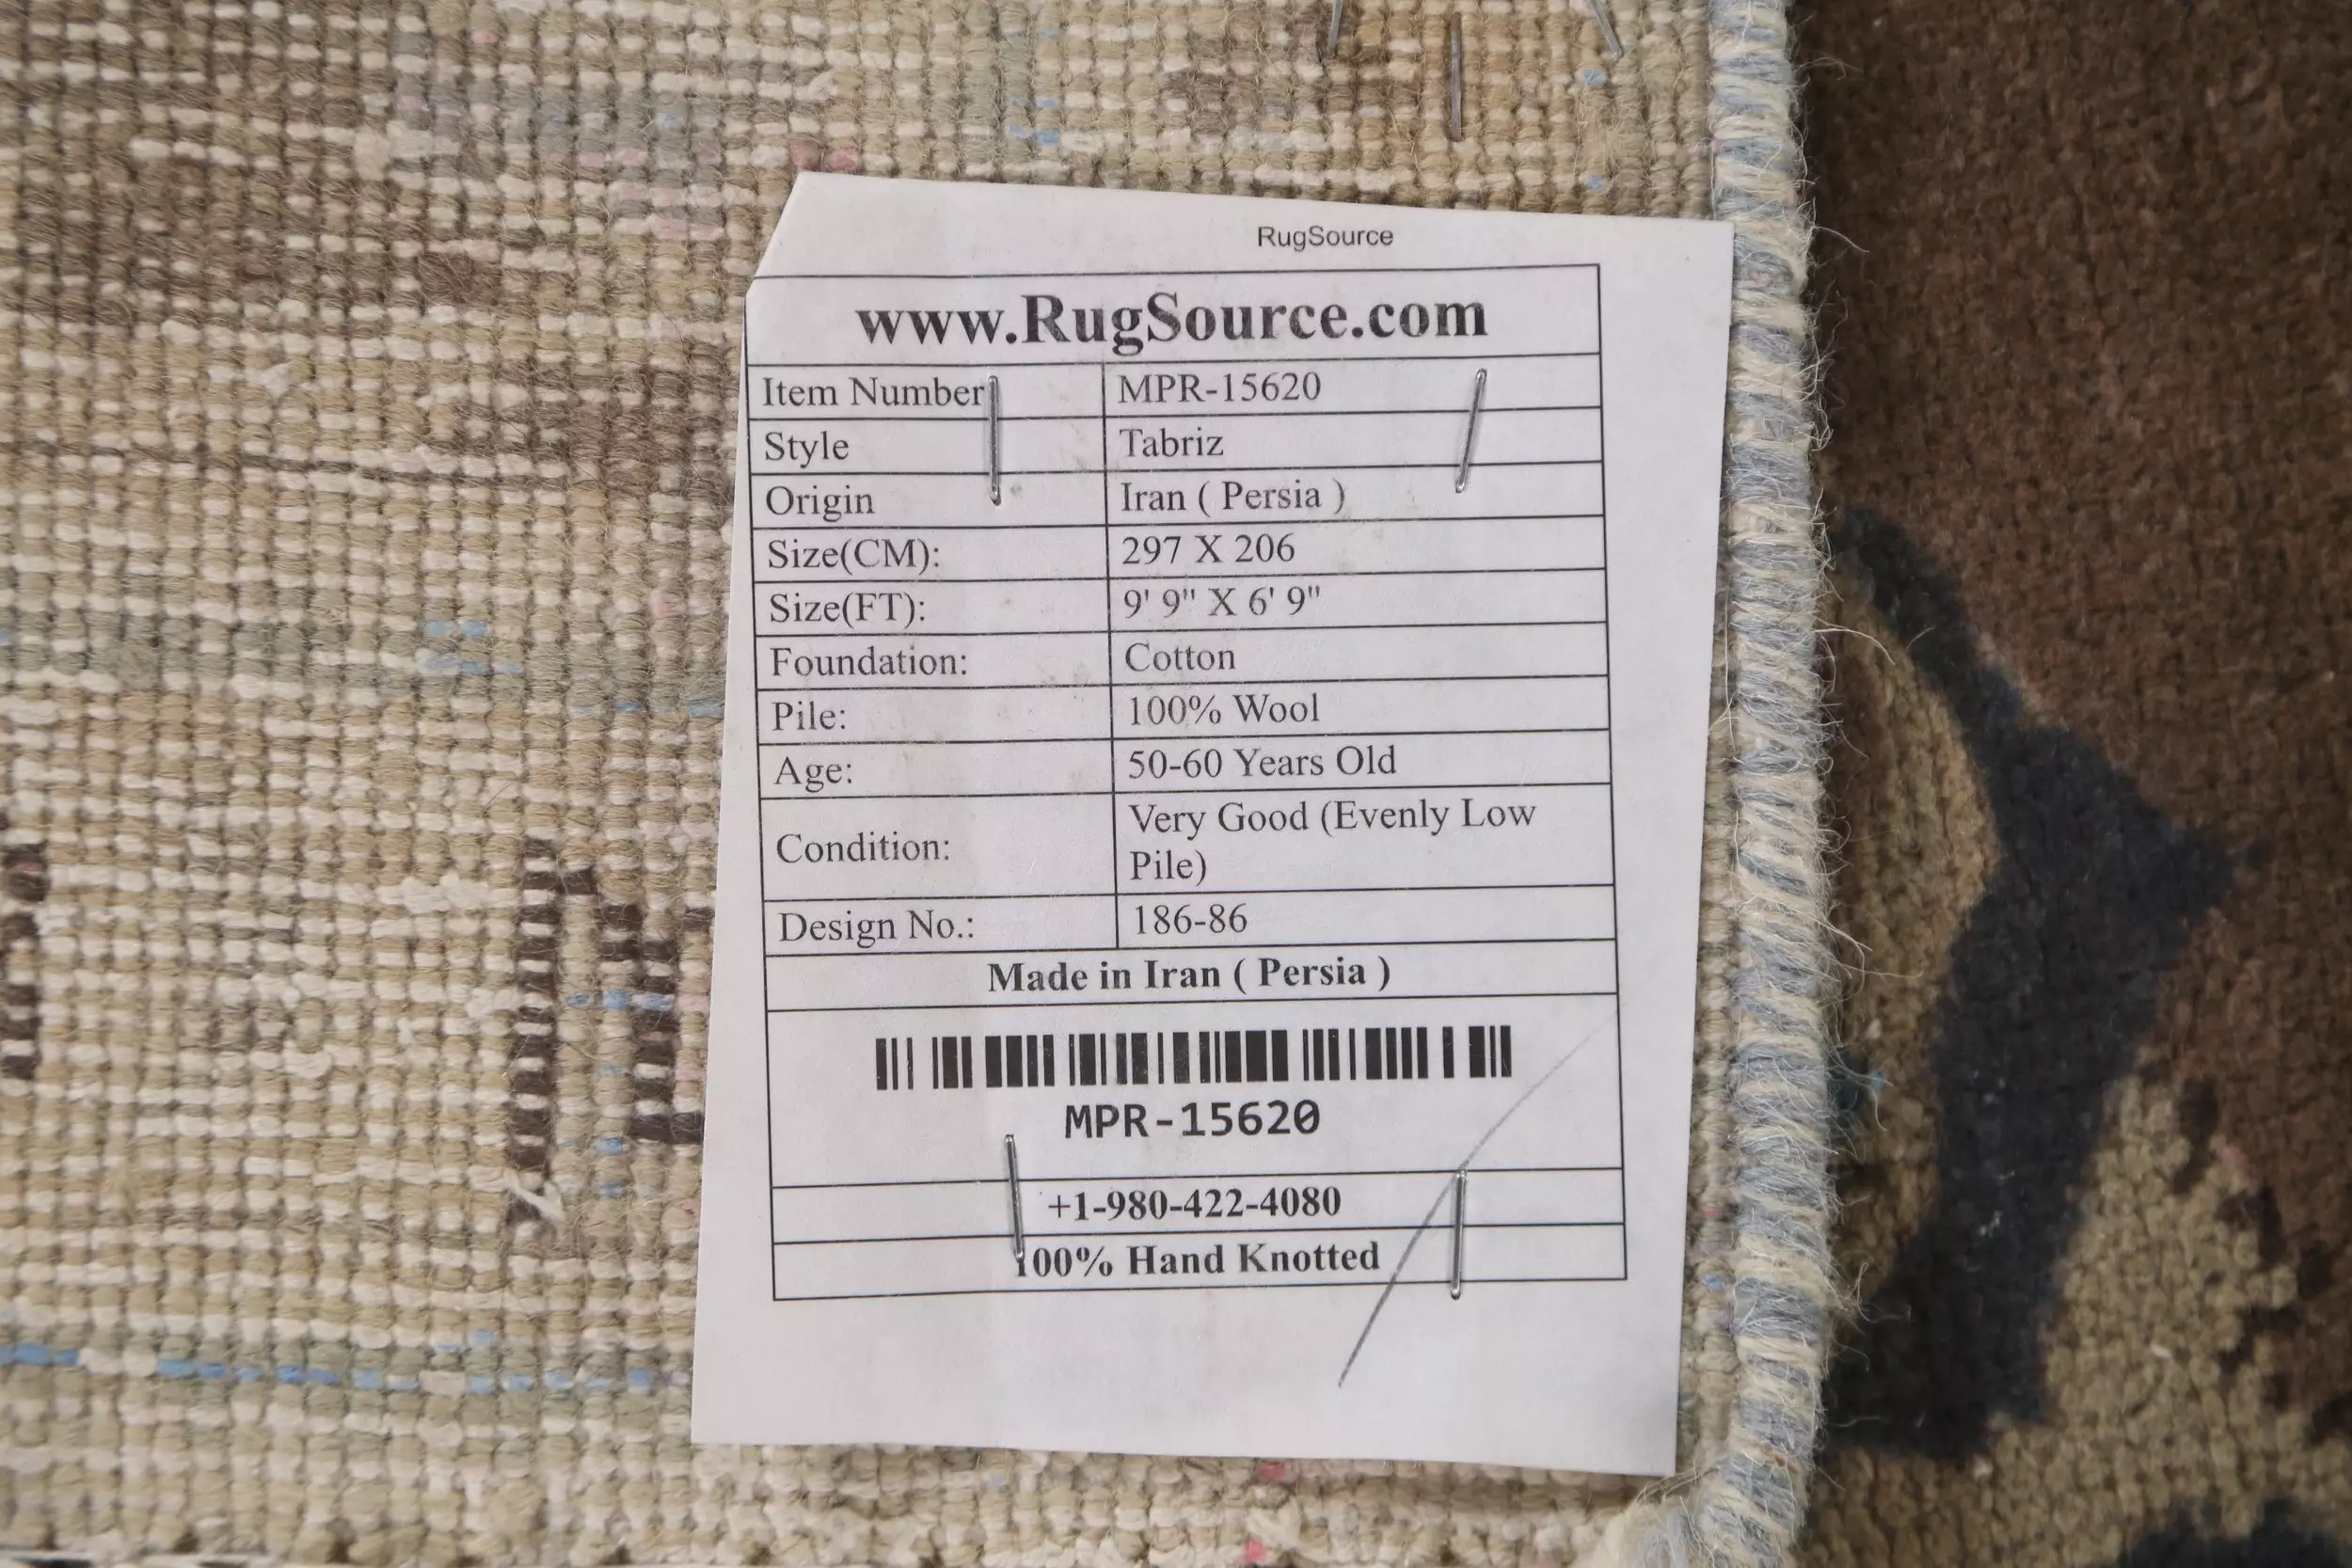 RugSource
www.RugSource.com
Item Number MPR-15620
Style Tabriz
Origin Iran ( Persia )
Size(CM): 297 X 206
Size(FT): 9' 9" X 6' 9"
Foundation: Cotton
Pile: 100% Wool
Age: 50-60 Years Old
Condition: Very Good (Evenly Low
Pile)
Design No.: 186-86
Made in Iran ( Persia )
MPR-15620
+1-980-422-4080
100% Hand Knotted